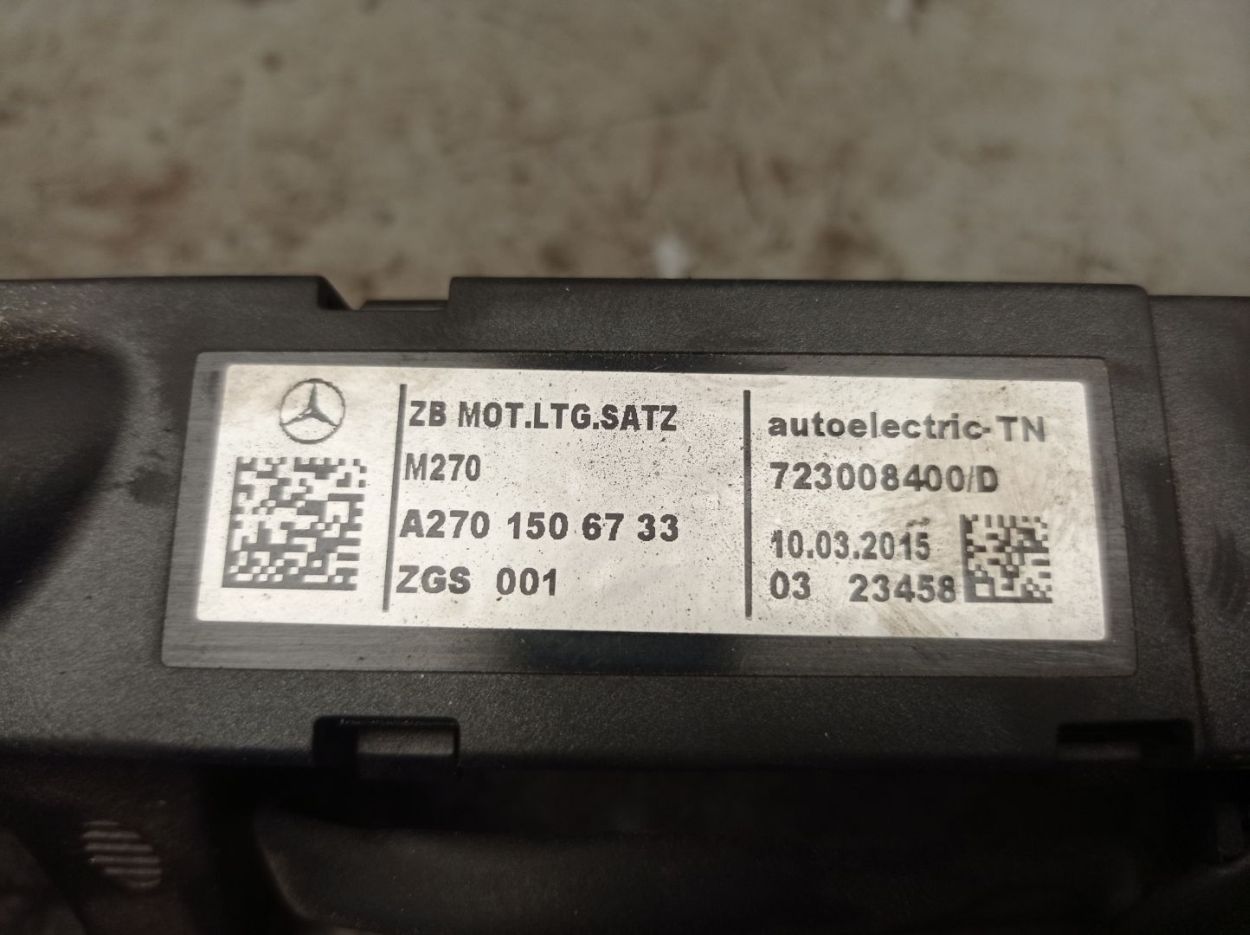 ZB MOT.LTG.SATZ
M270
A270 150 67 33
ZGS 001
autoelectric-TN
723008400/D
10.03.2015
03 23458